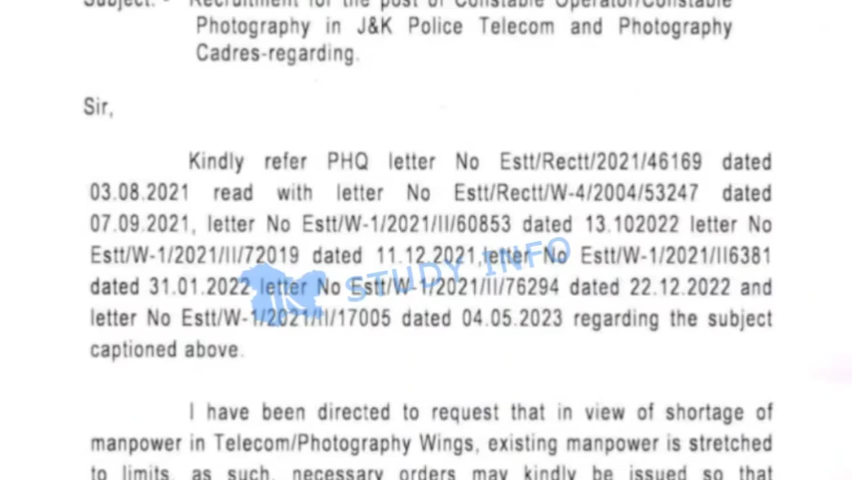 Subject: - Recruitment for the post of Constable Operator/Constable
Photography in J&K Police Telecom and Photography
Cadres-regarding.
Sir,
Kindly refer PHQ letter No Estt/Rectt/2021/46169 dated
03.08.2021 read with letter No Estt/Rectt/W-4/2004/53247 dated
07.09.2021, letter No Estt/W-1/2021/II/60853 dated 13.102022 letter No
Estt/W-1/2021/II/72019 dated 11.12.2021,letter No Estt/W-1/2021/II6381
dated 31.01.2022 letter No Estt/W-1/2021/II/76294 dated 22.12.2022 and
letter No Estt/W-1/2021/II/17005 dated 04.05.2023 regarding the subject
captioned above.
JK STUDY INFO
I have been directed to request that in view of shortage of
manpower in Telecom/Photography Wings, existing manpower is stretched
to limits, as such, necessary orders may kindly be issued so that